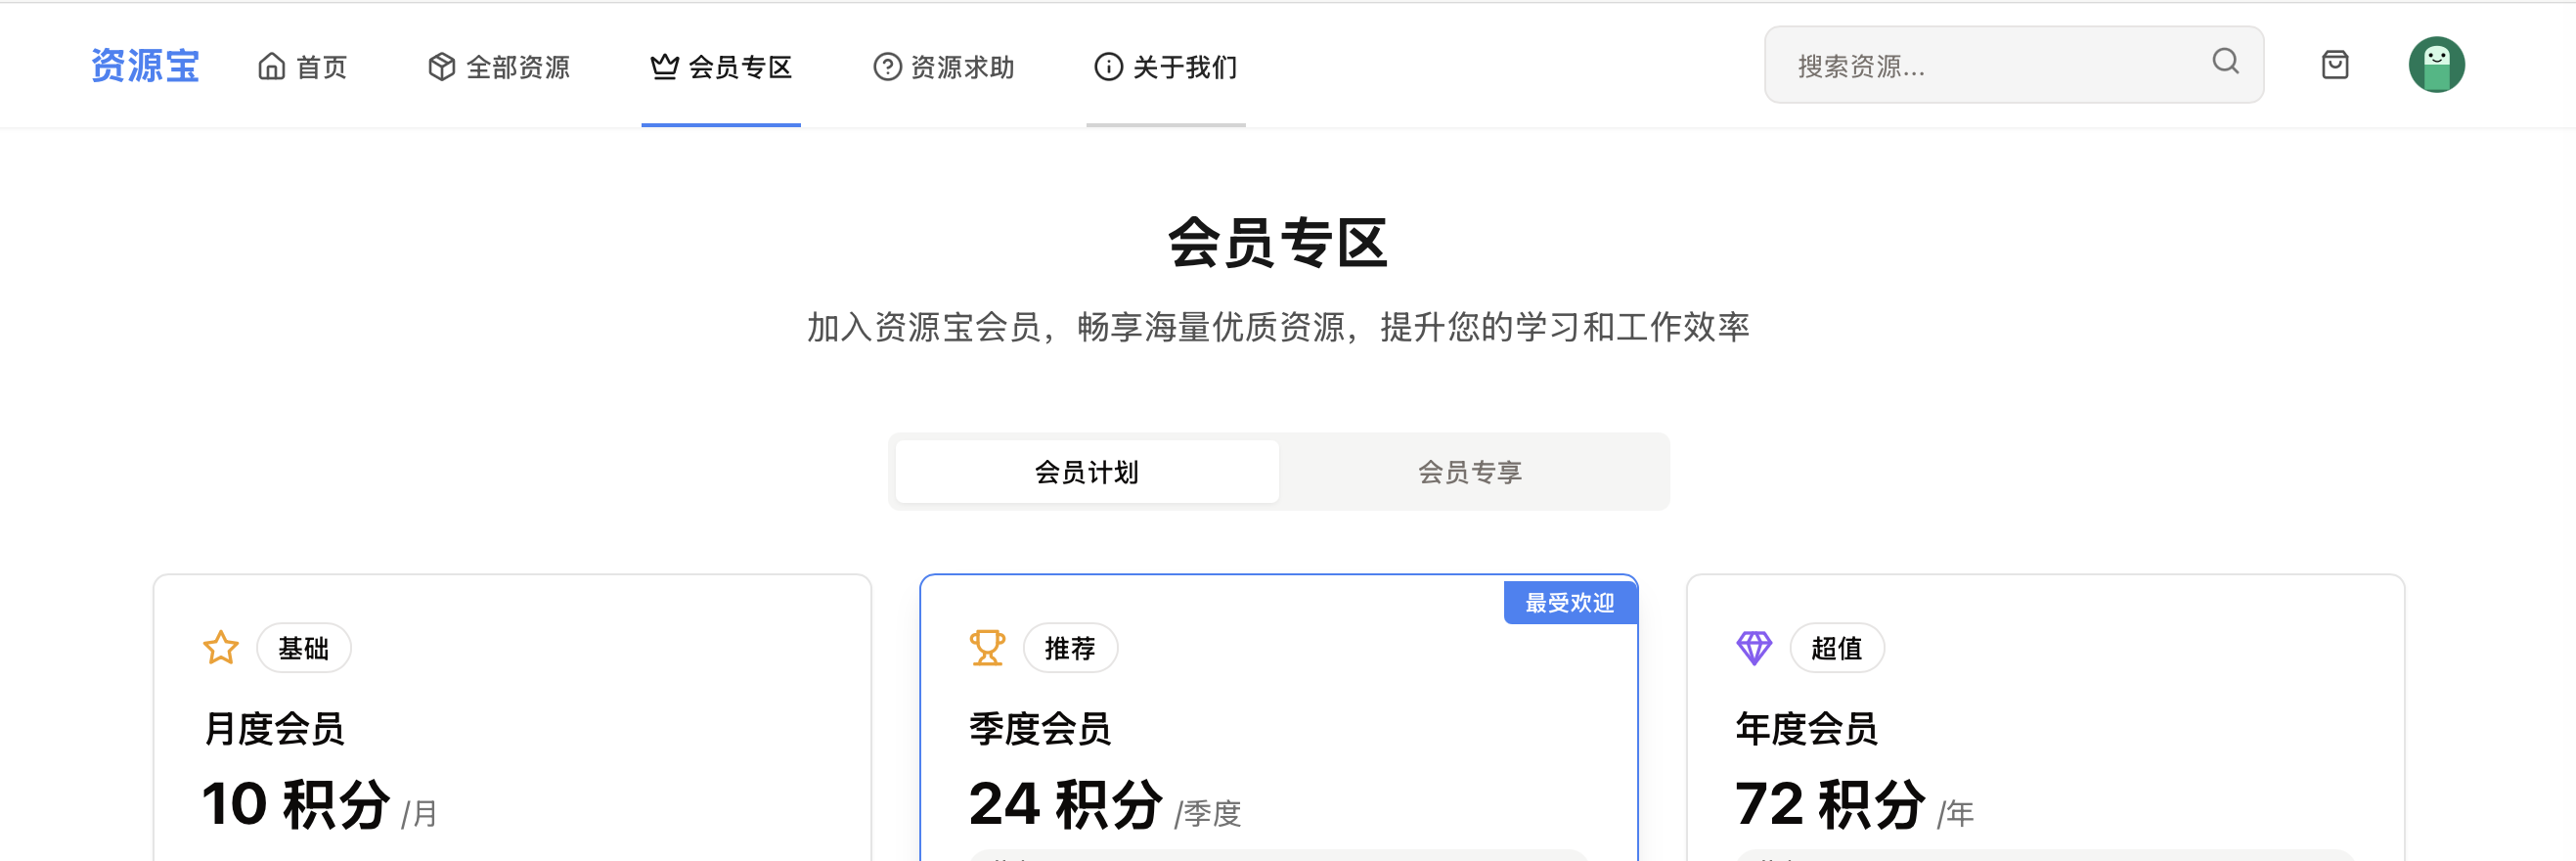 资源宝 首页 全部资源 会员专区 资源求助 关于我们 搜索资源...
会员专区
加入资源宝会员，畅享海量优质资源，提升您的学习和工作效率
会员计划 会员专享
最受欢迎
基础 推荐 超值
月度会员 季度会员 年度会员
10 积分 /月 24 积分 /季度 72 积分 /年